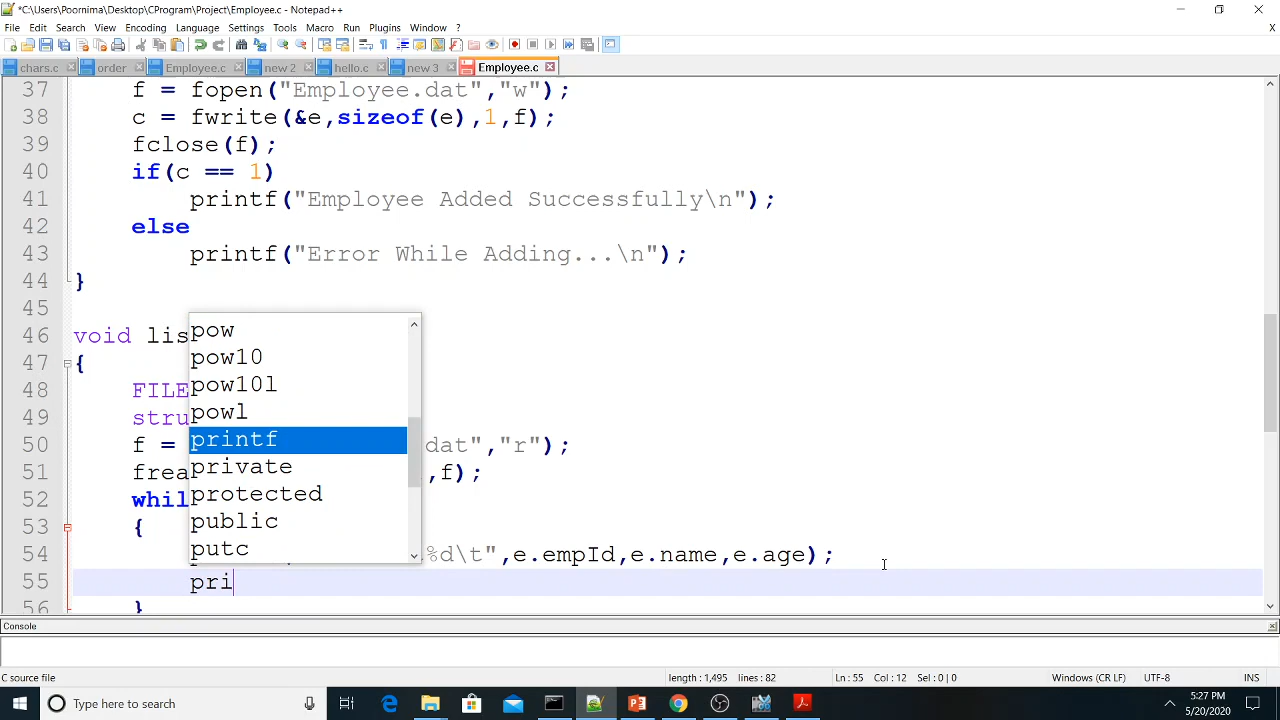 *C:\Users\Poornima\Desktop\CProgram\Project\Employee.c - Notepad++
File Edit Search View Encoding Language Settings Tools Macro Run Plugins Window ? X
chars.c order Employee.c new 2 hello.c new 3 Employee.c
37 f = fopen("Employee.dat","w");
38 c = fwrite(&e,sizeof(e),1,f);
39 fclose(f);
40 if(c == 1)
41 printf("Employee Added Successfully\n");
42 else
43 printf("Error While Adding...\n");
44 }
45
46 void lis
47 {
48 FILE
49 stru
50 f = dat","r");
51 frea ,f);
52 whil
53 {
54 %d\t",e.empId,e.name,e.age);
55 pri
56 }
pow
pow10
pow10l
powl
printf
private
protected
public
putc
Console
C source file length : 1,495 lines : 82 Ln : 55 Col : 12 Sel : 0 | 0 Windows (CR LF) UTF-8 INS
Type here to search
5:27 PM
5/20/2020